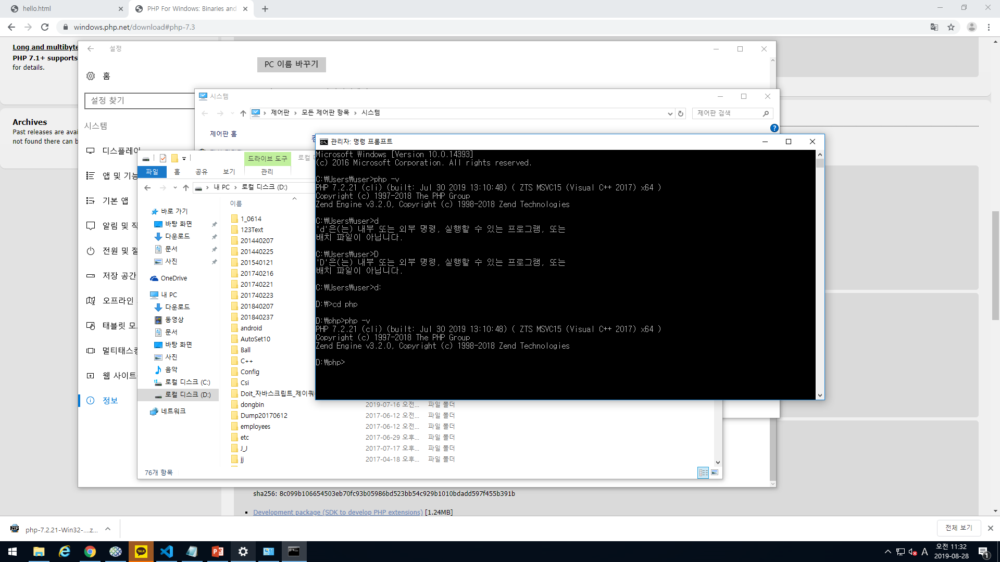 hello.html
PHP For Windows: Binaries and
windows.php.net/download#php-7.3
Long and multibyte
PHP 7.1+ supports
for details.
Archives
Past releases are avai
not found there can b
설정
PC 이름 바꾸기
홈
설정 찾기
시스템
디스플레이
앱 및 기능
기본 앱
알림 및 작
전원 및 절
저장 공간
오프라인
태블릿 모
멀티태스킹
웹 사이트
정보
시스템
제어판 › 모든 제어판 항목 › 시스템
제어판 검색
제어판 홈
드라이브 도구
로컬
파일
홈
공유
보기
관리
내 PC › 로컬 디스크 (D:)
바로 가기
바탕 화면
다운로드
문서
사진
OneDrive
내 PC
다운로드
동영상
문서
바탕 화면
사진
음악
로컬 디스크 (C:)
로컬 디스크 (D:)
네트워크
이름
1_0614
123Text
201440207
201440225
201540121
201740216
201740221
201740223
201840207
201840237
android
AutoSet10
Ball
C++
Config
Csi
Doit_자바스크립트_제이쿼
dongbin 2019-07-16 오전... 파일 폴더
Dump20170612 2017-06-12 오전... 파일 폴더
employees 2017-06-12 오전... 파일 폴더
etc 2017-06-29 오후... 파일 폴더
J_J 2017-07-17 오후... 파일 폴더
jj 2017-04-18 오후... 파일 폴더
76개 항목
관리자: 명령 프롬프트
Microsoft Windows [Version 10.0.14393]
(c) 2016 Microsoft Corporation. All rights reserved.
C:₩Users₩user>php -v
PHP 7.2.21 (cli) (built: Jul 30 2019 13:10:48) ( ZTS MSVC15 (Visual C++ 2017) x64 )
Copyright (c) 1997-2018 The PHP Group
Zend Engine v3.2.0, Copyright (c) 1998-2018 Zend Technologies
C:₩Users₩user>d
'd'은(는) 내부 또는 외부 명령, 실행할 수 있는 프로그램, 또는
배치 파일이 아닙니다.
C:₩Users₩user>D
'D'은(는) 내부 또는 외부 명령, 실행할 수 있는 프로그램, 또는
배치 파일이 아닙니다.
C:₩Users₩user>d:
D:₩>cd php
D:₩php>php -v
PHP 7.2.21 (cli) (built: Jul 30 2019 13:10:48) ( ZTS MSVC15 (Visual C++ 2017) x64 )
Copyright (c) 1997-2018 The PHP Group
Zend Engine v3.2.0, Copyright (c) 1998-2018 Zend Technologies
D:₩php>
sha256: 8c099b106654503eb70fc93b05986bd523bb54c929b1010bdadd597f455b391b
Development package (SDK to develop PHP extensions) [1.24MB]
php-7.2.21-Win32-....z...
전체 보기
TALK
A
오전 11:32
2019-08-28
1